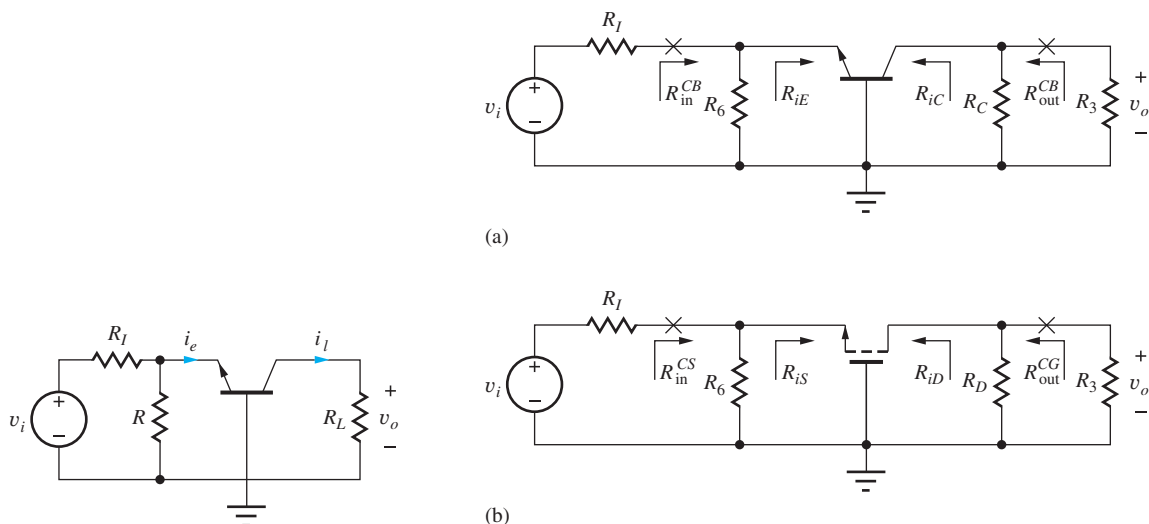 R_I
R_in^CB
R_6
R_iE
R_iC
R_C
R_out^CB
R_3
v_i
+
−
+
v_o
−
(a)
R_I
i_e
i_l
v_i
+
−
R
R_L
+
v_o
−
R_I
R_in^CS
R_6
R_iS
R_iD
R_D
R_out^CG
R_3
v_i
+
−
+
v_o
−
(b)